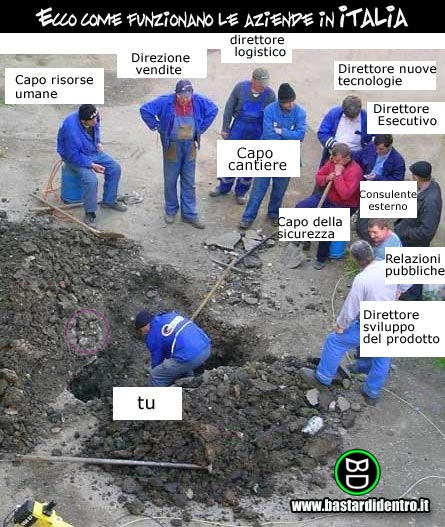 Ecco come funzionano le aziende in ITALIA
direttore
logistico
Direzione
vendite
Capo risorse
umane
Direttore nuove
tecnologie
Direttore
Esecutivo
Capo
cantiere
Consulente
esterno
Capo della
sicurezza
Relazioni
pubbliche
Direttore
sviluppo
del prodotto
tu
BD
www.bastardidentro.it